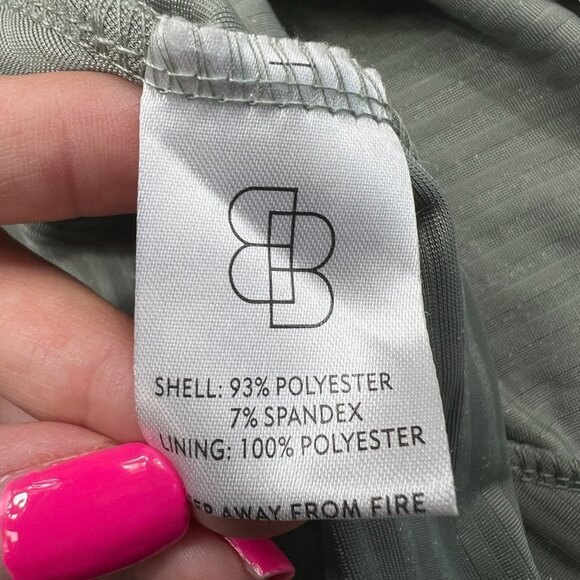 SHELL: 93% POLYESTER
7% SPANDEX
LINING: 100% POLYESTER
AWAY FROM FIRE